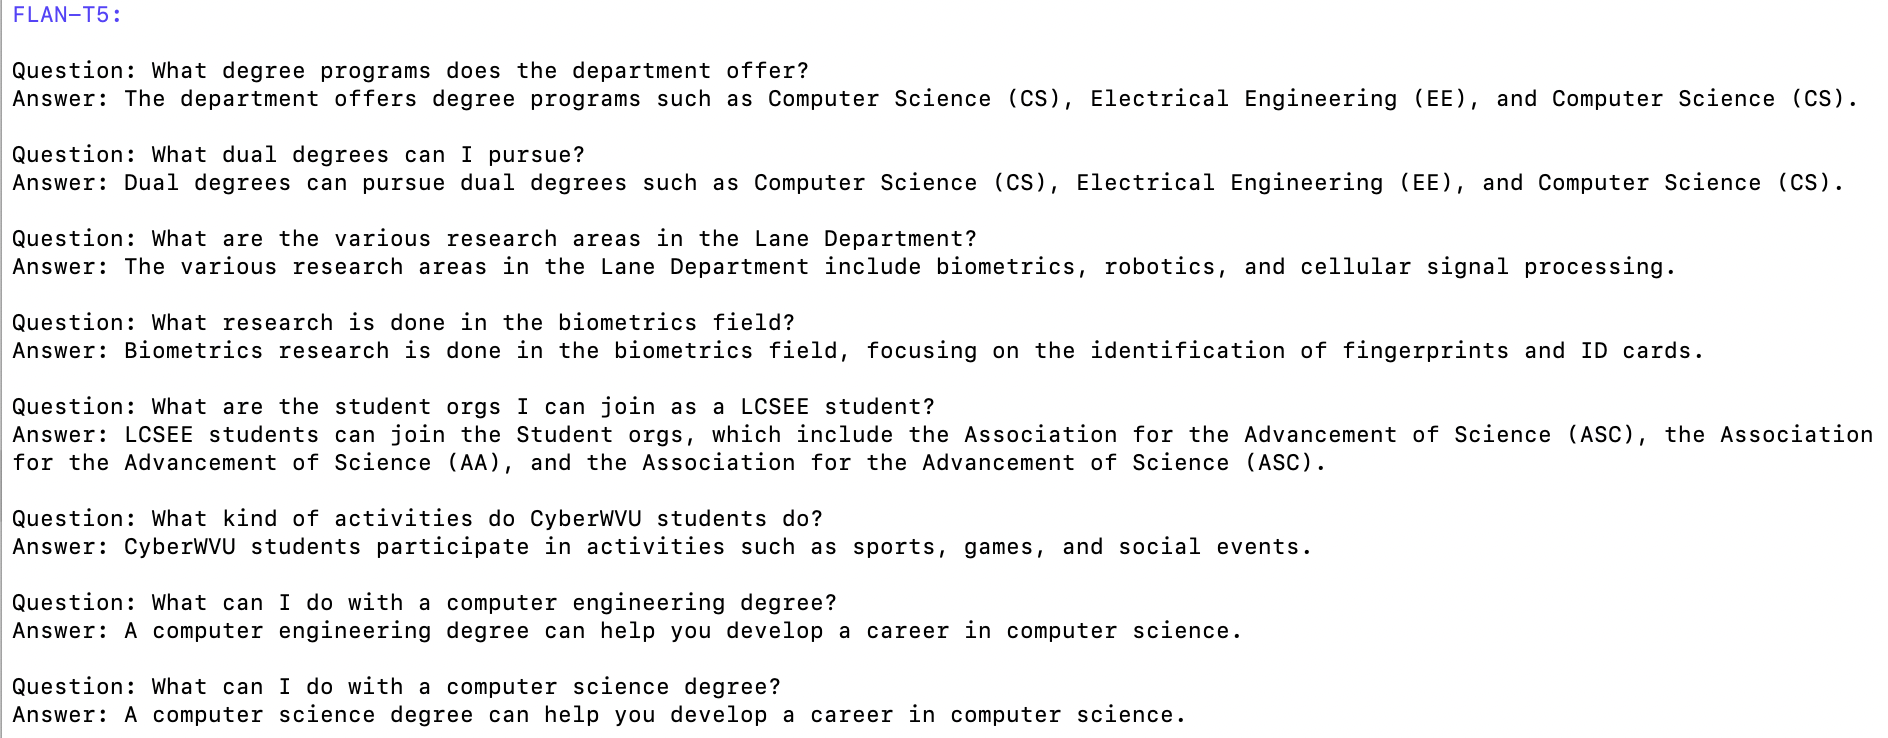 FLAN-T5:
Question: What degree programs does the department offer?
Answer: The department offers degree programs such as Computer Science (CS), Electrical Engineering (EE), and Computer Science (CS).
Question: What dual degrees can I pursue?
Answer: Dual degrees can pursue dual degrees such as Computer Science (CS), Electrical Engineering (EE), and Computer Science (CS).
Question: What are the various research areas in the Lane Department?
Answer: The various research areas in the Lane Department include biometrics, robotics, and cellular signal processing.
Question: What research is done in the biometrics field?
Answer: Biometrics research is done in the biometrics field, focusing on the identification of fingerprints and ID cards.
Question: What are the student orgs I can join as a LCSEE student?
Answer: LCSEE students can join the Student orgs, which include the Association for the Advancement of Science (ASC), the Association
for the Advancement of Science (AA), and the Association for the Advancement of Science (ASC).
Question: What kind of activities do CyberWVU students do?
Answer: CyberWVU students participate in activities such as sports, games, and social events.
Question: What can I do with a computer engineering degree?
Answer: A computer engineering degree can help you develop a career in computer science.
Question: What can I do with a computer science degree?
Answer: A computer science degree can help you develop a career in computer science.